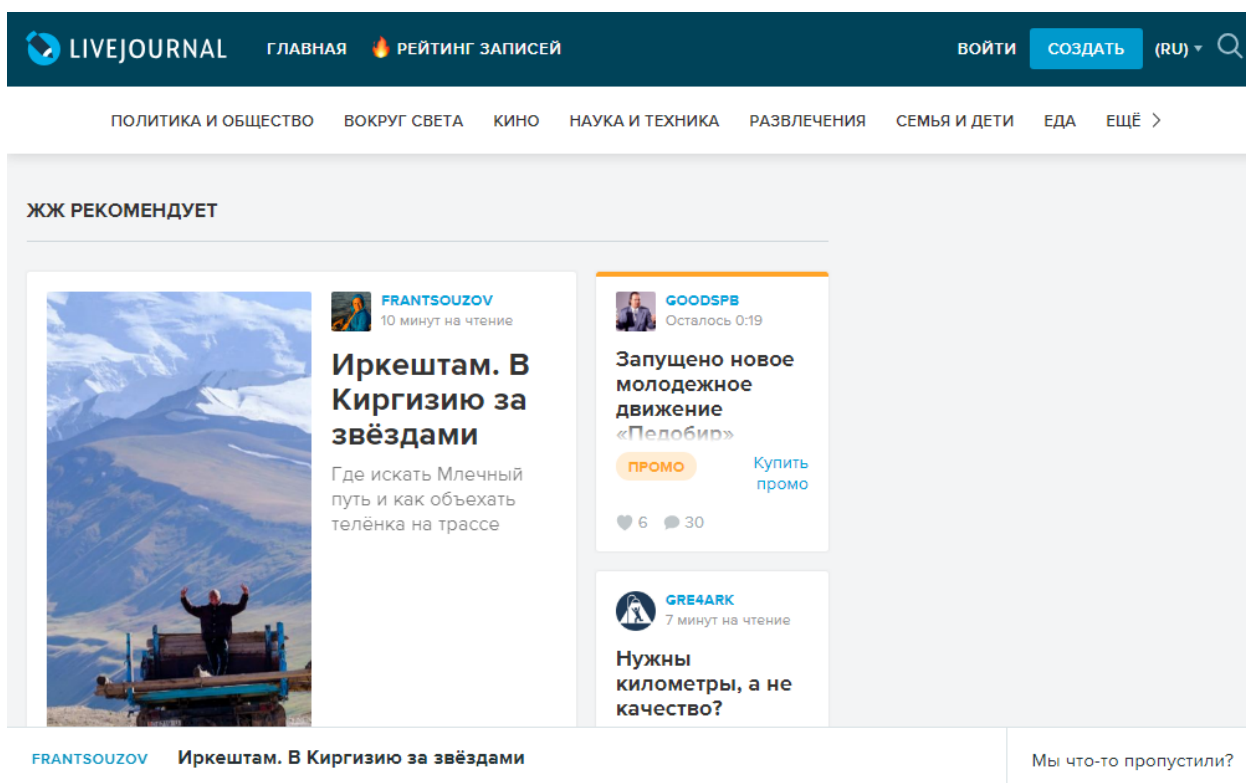 LIVEJOURNAL ГЛАВНАЯ РЕЙТИНГ ЗАПИСЕЙ ВОЙТИ СОЗДАТЬ (RU)
ПОЛИТИКА И ОБЩЕСТВО ВОКРУГ СВЕТА КИНО НАУКА И ТЕХНИКА РАЗВЛЕЧЕНИЯ СЕМЬЯ И ДЕТИ ЕДА ЕЩЁ
ЖЖ РЕКОМЕНДУЕТ
FRANTSOUZOV
10 минут на чтение
Иркештам. В
Киргизию за
звёздами
Где искать Млечный
путь и как объехать
телёнка на трассе
GOODSPB
Осталось 0:19
Запущено новое
молодежное
движение
«Педобир»
ПРОМО
Купить
промо
6 30
GRE4ARK
7 минут на чтение
Нужны
километры, а не
качество?
FRANTSOUZOV Иркештам. В Киргизию за звёздами
Мы что-то пропустили?